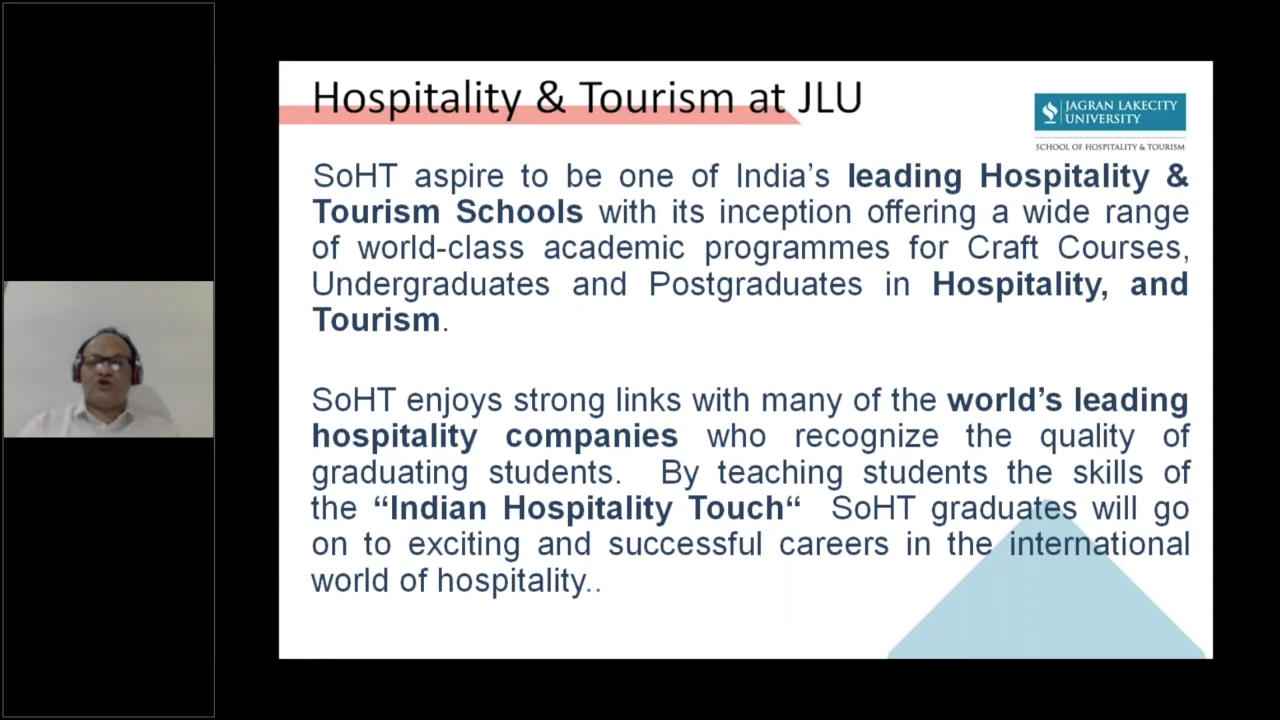 Hospitality & Tourism at JLU
JAGRAN LAKECITY
UNIVERSITY
SCHOOL OF HOSPITALITY & TOURISM
SoHT aspire to be one of India’s leading Hospitality &
Tourism Schools with its inception offering a wide range
of world-class academic programmes for Craft Courses,
Undergraduates and Postgraduates in Hospitality, and
Tourism.
SoHT enjoys strong links with many of the world’s leading
hospitality companies who recognize the quality of
graduating students. By teaching students the skills of
the “Indian Hospitality Touch“ SoHT graduates will go
on to exciting and successful careers in the international
world of hospitality..